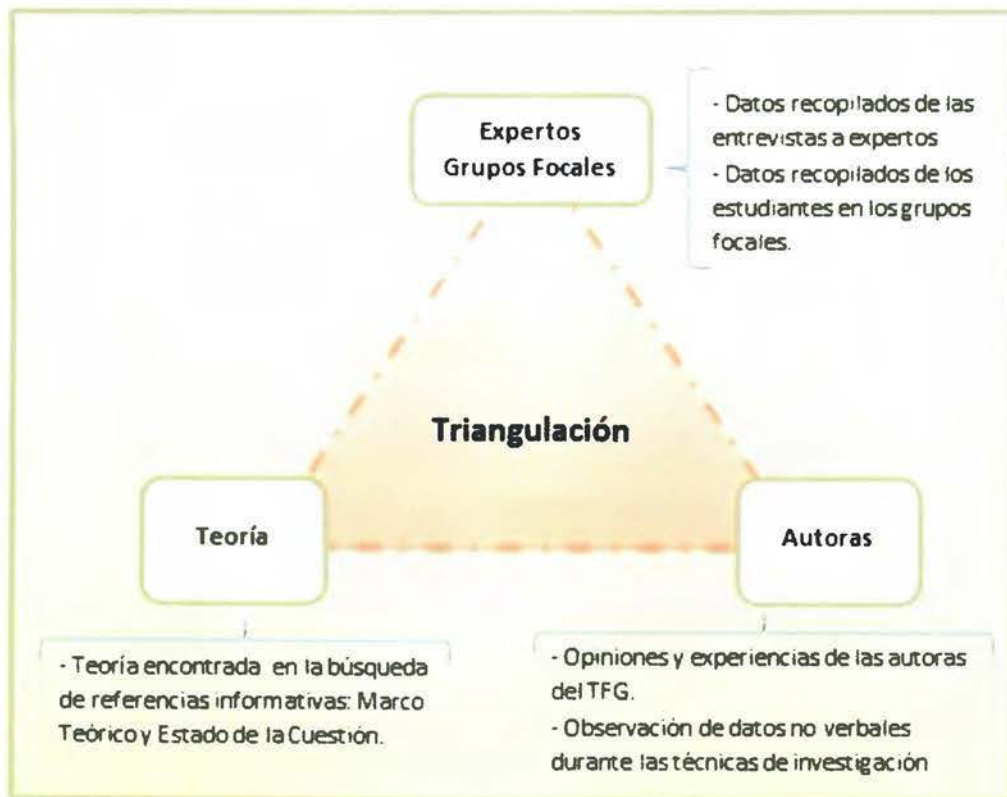 Expertos
Grupos Focales
- Datos recopilados de las
entrevistas a expertos
- Datos recopilados de los
estudiantes en los grupos
focales.
Triangulación
Teoría
Autoras
- Teoría encontrada en la búsqueda
de referencias informativas: Marco
Teórico y Estado de la Cuestión.
- Opiniones y experiencias de las autoras
del TFG.
- Observación de datos no verbales
durante las técnicas de investigación